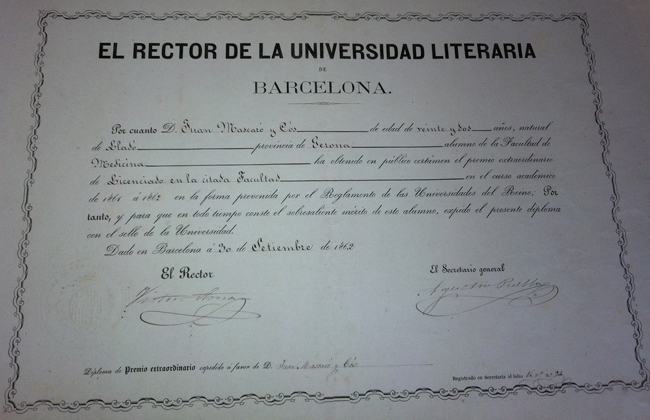 EL RECTOR DE LA UNIVERSIDAD LITERARIA
DE
BARCELONA.
Por cuanto D. Juan Mascaró y Cós de edad de veinte y dos años, natural
de Lladó provincia de Gerona alumno de la Facultad de
Medicina ha obtenido en público certámen el premio extraordinario
de Licenciado en la citada Facultad en el curso académico
de 1861 á 1862 en la forma prevenida por el Reglamento de las Universidades del Reino. Por
tanto, y para que en todo tiempo conste el sobresaliente mérito de este alumno, expido el presente diploma
con el sello de la Universidad.
Dado en Barcelona á 30 de Setiembre de 1862
El Rector
El Secretario general
Diploma de Premio extraordinario expedido á favor de D. Juan Mascaró y Cós
Registrado en Secretaría al folio